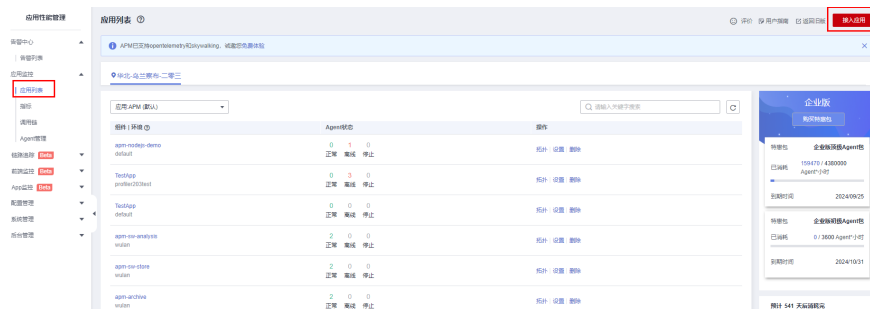 应用性能管理
应用列表
评价 用户指南 返回旧版 接入应用
告警中心
告警列表
应用监控
应用列表
指标
调用链
Agent管理
链路追踪 Beta
前端监控 Beta
App监控 Beta
配置管理
系统管理
后台管理
APM已支持opentelemetry和skywalking，诚邀您免费体验
华北-乌兰察布-二零三
应用:APM (默认)
请输入关键字搜索
组件 | 环境 Agent状态 操作
apm-nodejs-demo
default
0 1 0
正常 离线 停止
拓扑 设置 删除
TestApp
profiler203test
0 3 0
正常 离线 停止
拓扑 设置 删除
TestApp
default
0 0 0
正常 离线 停止
拓扑 设置 删除
apm-sw-analysis
wulan
2 0 0
正常 离线 停止
拓扑 设置 删除
apm-sw-store
wulan
2 0 0
正常 离线 停止
拓扑 设置 删除
apm-archive
wulan
2 0 0
正常 离线 停止
拓扑 设置 删除
企业版
购买特惠包
特惠包 企业版顶级Agent包
已消耗 159470 / 4360000
Agent*小时
到期时间 2024/09/25
特惠包 企业版初级Agent包
已消耗 0 / 3600 Agent*小时
到期时间 2024/10/31
预计 541 天后消耗完